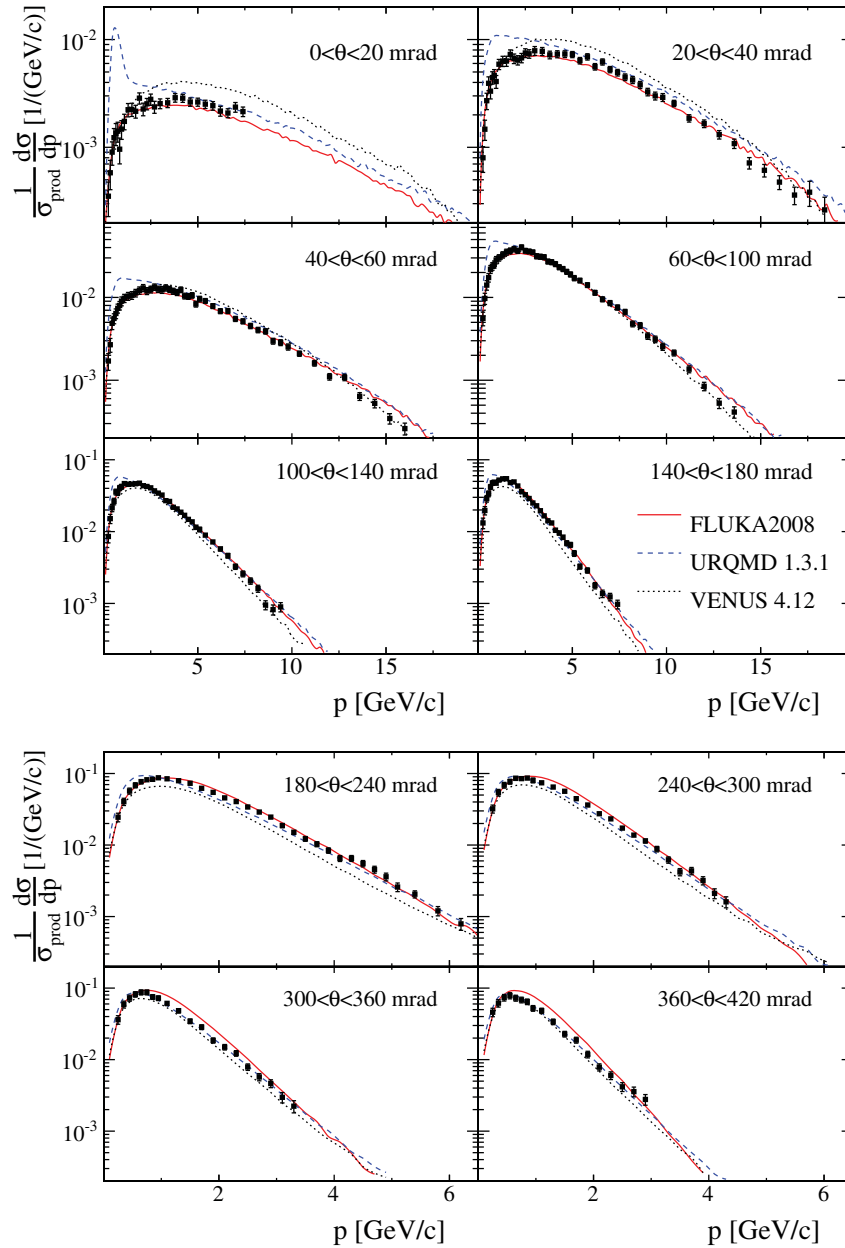 10⁻²
10⁻³
1/σprod dσ/dp [1/(GeV/c)]
0<θ<20 mrad
20<θ<40 mrad
10⁻²
10⁻³
40<θ<60 mrad
60<θ<100 mrad
10⁻¹
10⁻²
10⁻³
100<θ<140 mrad
140<θ<180 mrad
FLUKA2008
URQMD 1.3.1
VENUS 4.12
5 10 15
5 10 15
p [GeV/c]
p [GeV/c]
10⁻¹
10⁻²
10⁻³
1/σprod dσ/dp [1/(GeV/c)]
180<θ<240 mrad
240<θ<300 mrad
10⁻¹
10⁻²
10⁻³
300<θ<360 mrad
360<θ<420 mrad
0 2 4 6
2 4 6
p [GeV/c]
p [GeV/c]